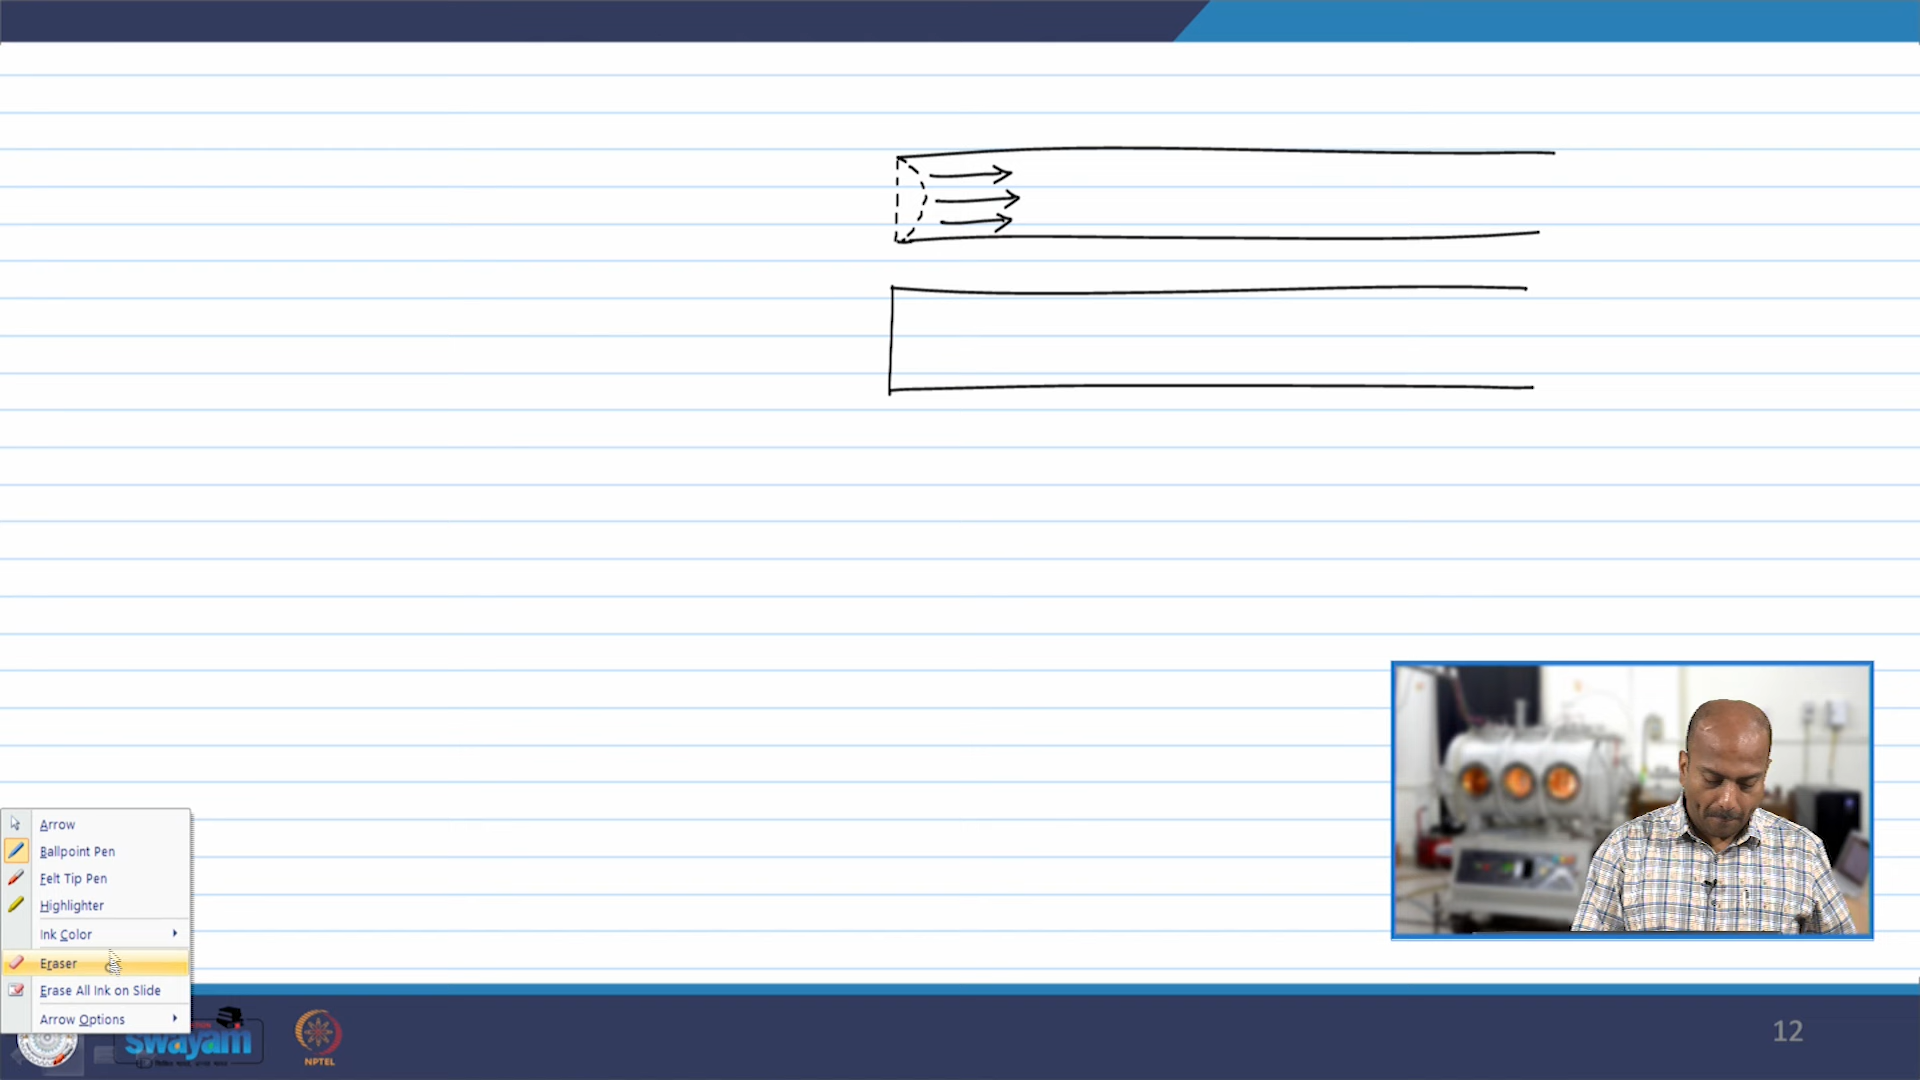 Arrow
Ballpoint Pen
Felt Tip Pen
Highlighter
Ink Color
Eraser
Erase All Ink on Slide
Arrow Options
swayam
NPTEL
12